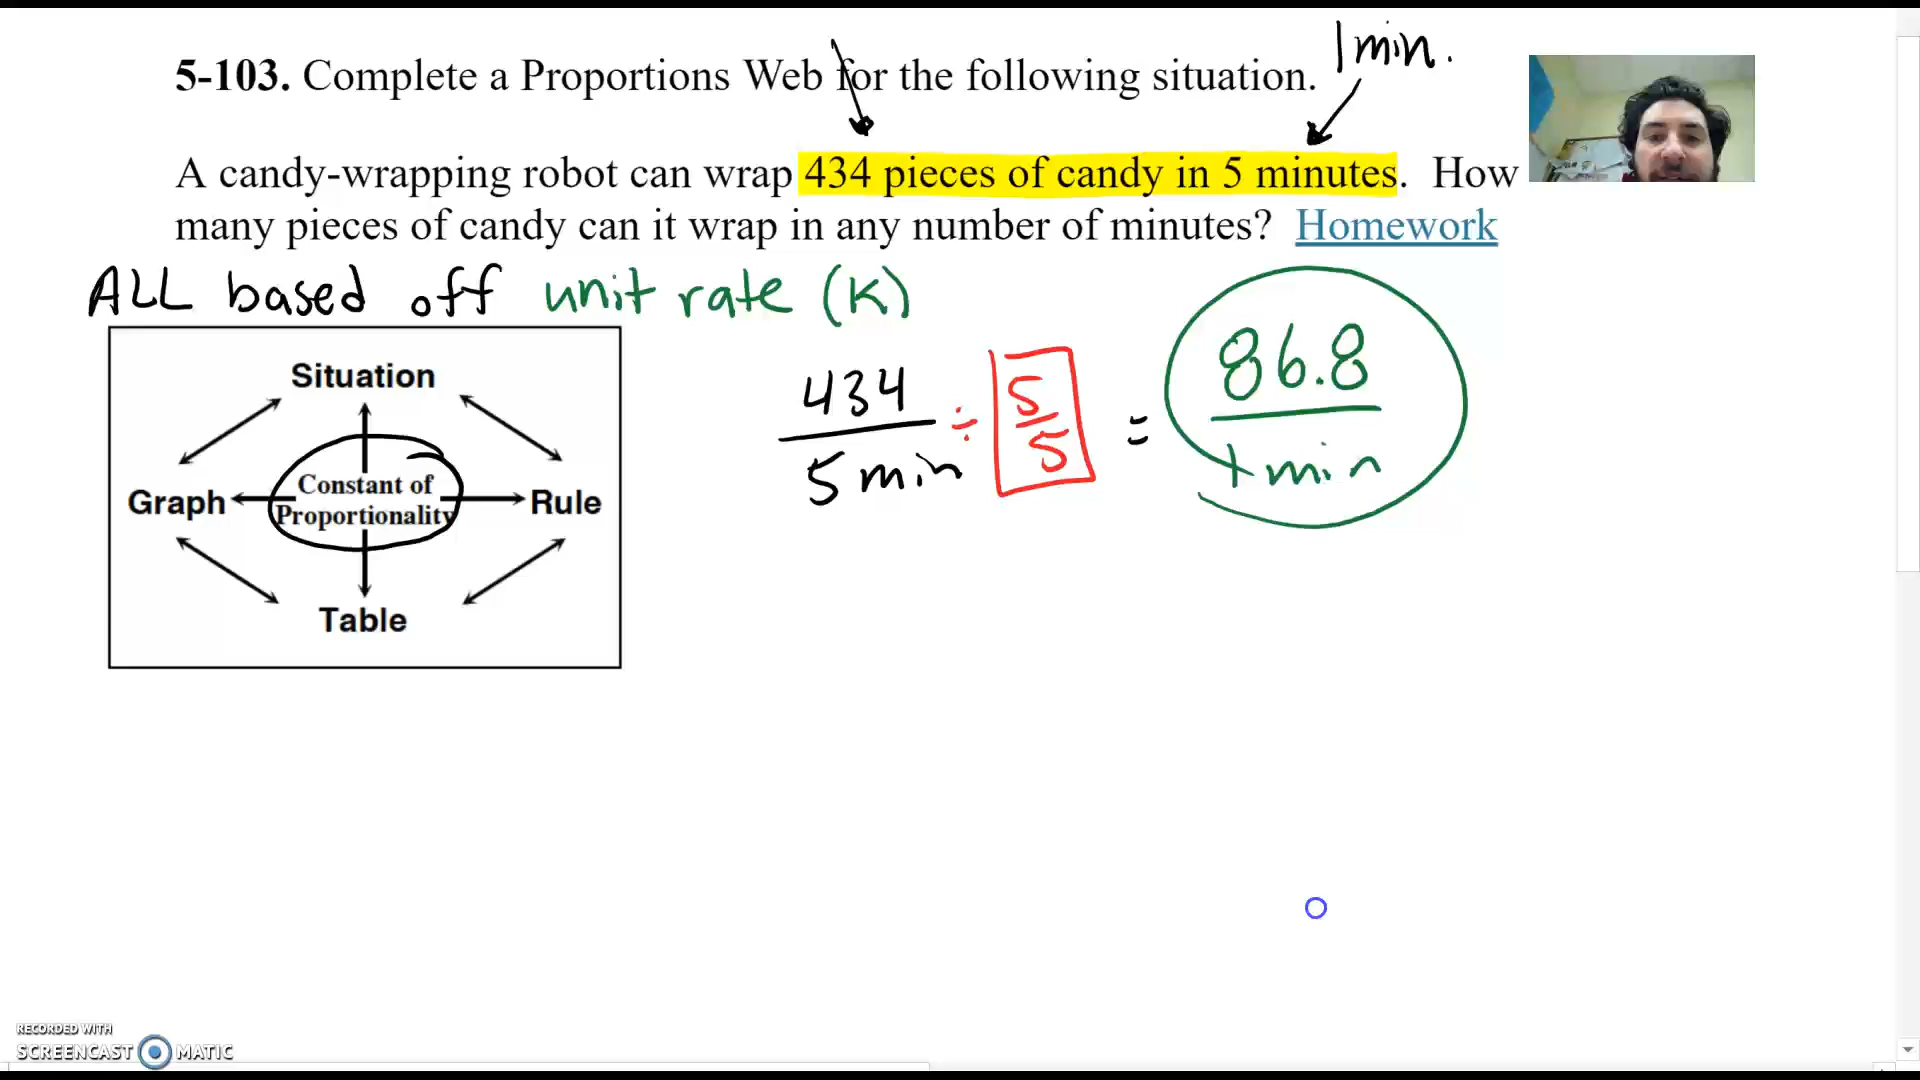 1 min.
5-103. Complete a Proportions Web for the following situation.
A candy-wrapping robot can wrap 434 pieces of candy in 5 minutes. How
many pieces of candy can it wrap in any number of minutes? Homework
ALL based off unit rate (K)
Situation
Graph
Constant of
Proportionality
Rule
Table
434
5 min
÷
5
5
=
86.8
1 min
RECORDED WITH
SCREENCAST MATIC